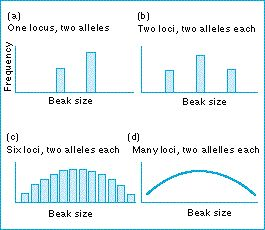 (a)
One locus, two alleles
Frequency
Beak size
(b)
Two loci, two alleles each
Beak size
(c)
Six loci, two alleles each
Beak size
(d)
Many loci, two allelles each
Beak size